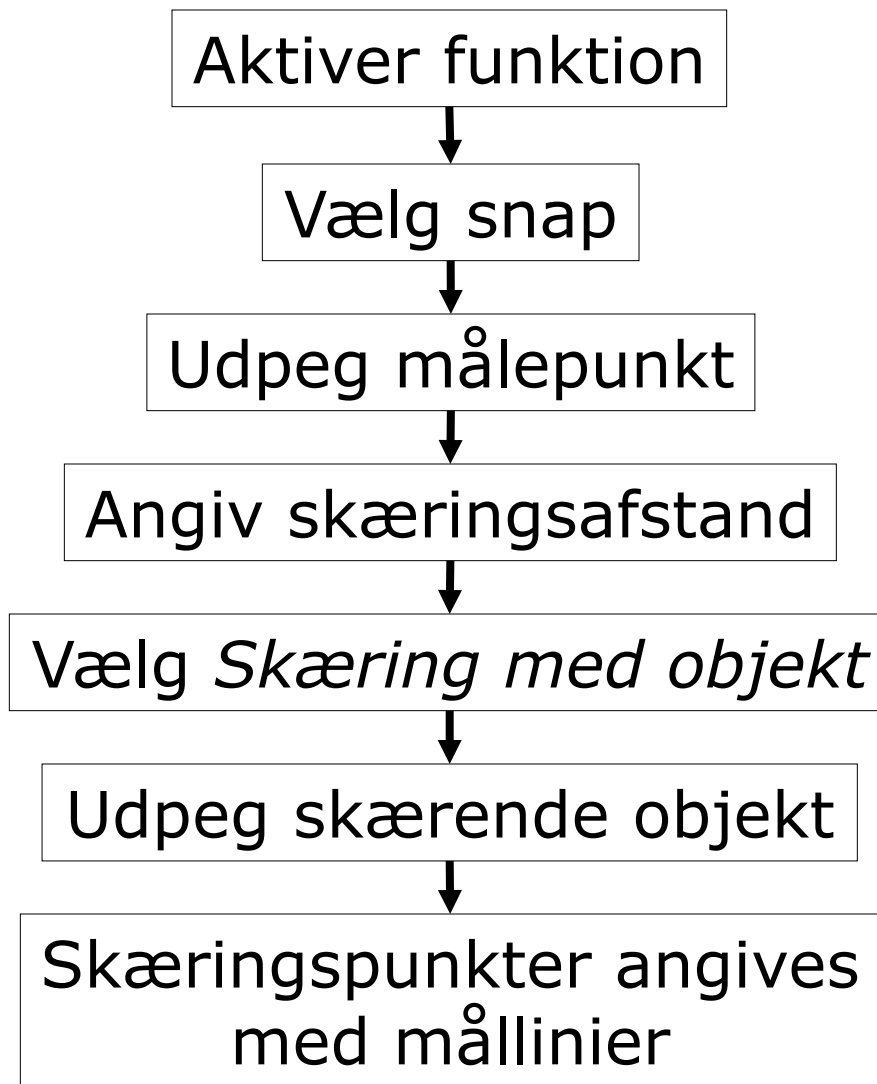 Aktiver funktion
Vælg snap
Udpeg målepunkt
Angiv skæringsafstand
Vælg Skæring med objekt
Udpeg skærende objekt
Skæringspunkter angives
med mållinier